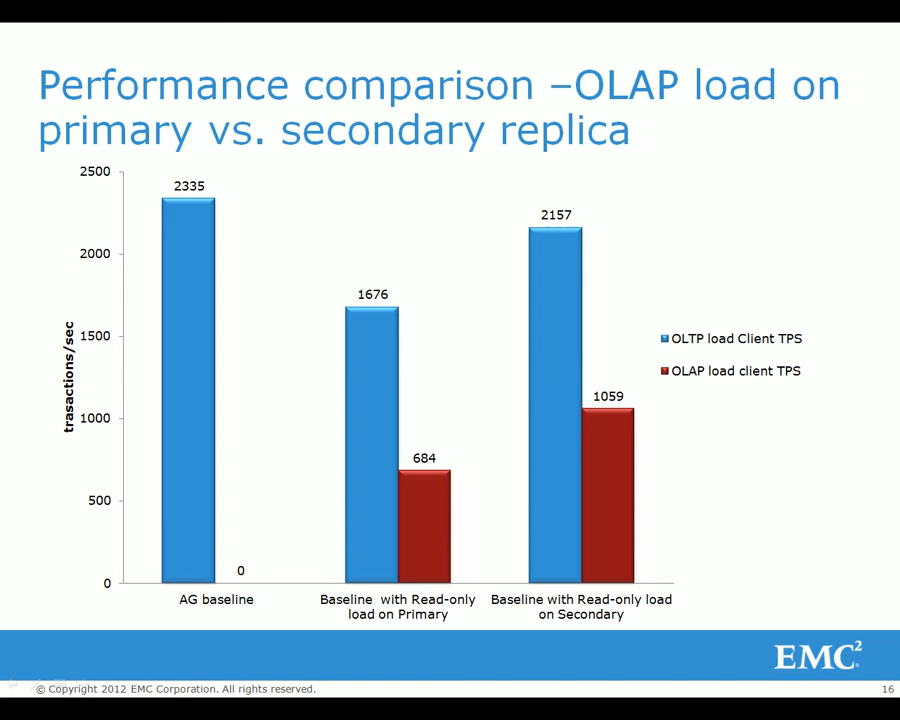 Performance comparison –OLAP load on
primary vs. secondary replica
2500
2000
1500
1000
500
0
trasactions/sec
2335
0
1676
684
2157
1059
AG baseline
Baseline with Read-only
load on Primary
Baseline with Read-only load
on Secondary
OLTP load Client TPS
OLAP load client TPS
EMC²
© Copyright 2012 EMC Corporation. All rights reserved.
16